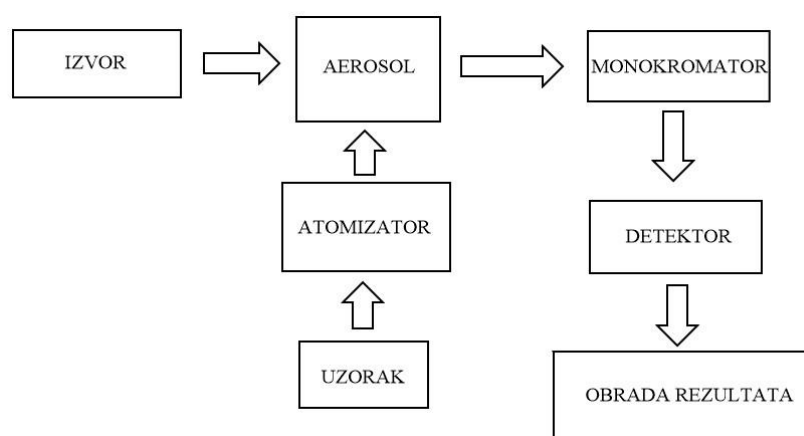 IZVOR
AEROSOL
MONOKROMATOR
ATOMIZATOR
DETEKTOR
UZORAK
OBRADA REZULTATA